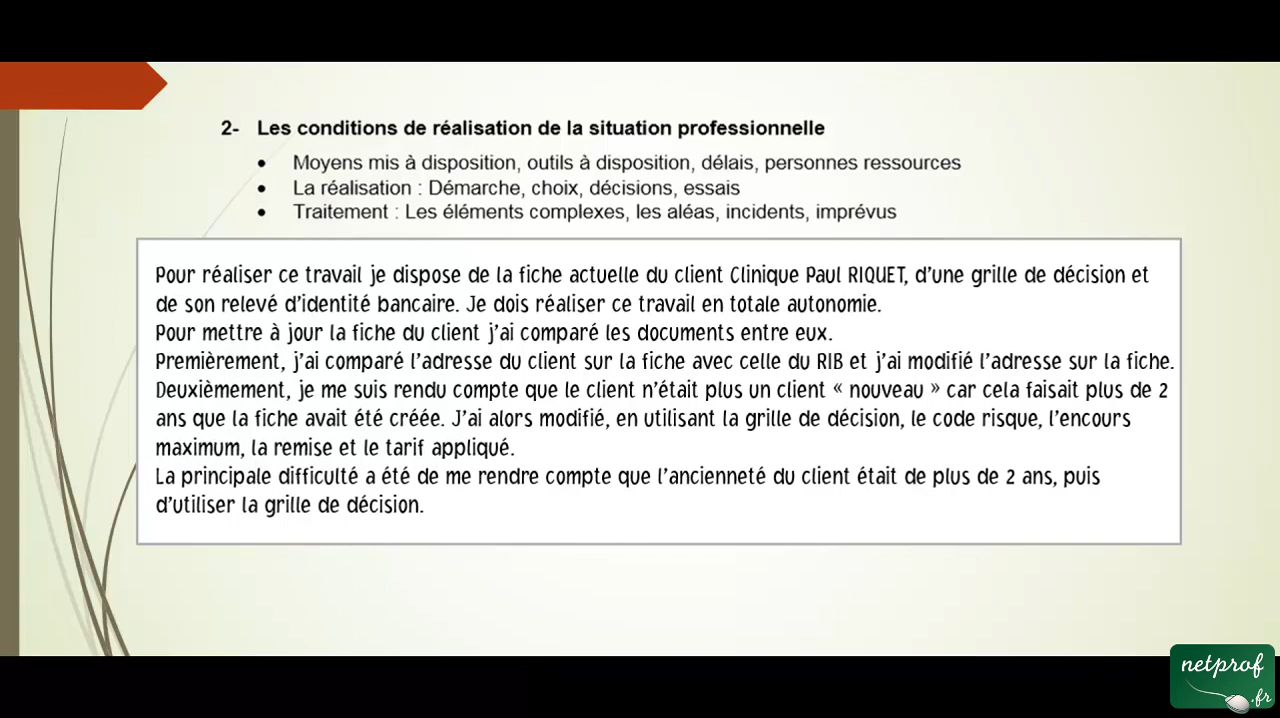 2- Les conditions de réalisation de la situation professionnelle
• Moyens mis à disposition, outils à disposition, délais, personnes ressources
• La réalisation : Démarche, choix, décisions, essais
• Traitement : Les éléments complexes, les aléas, incidents, imprévus
Pour réaliser ce travail je dispose de la fiche actuelle du client Clinique Paul RIQUET, d'une grille de décision et
de son relevé d'identité bancaire. Je dois réaliser ce travail en totale autonomie.
Pour mettre à jour la fiche du client j'ai comparé les documents entre eux.
Premièrement, j'ai comparé l'adresse du client sur la fiche avec celle du RIB et j'ai modifié l'adresse sur la fiche.
Deuxièmement, je me suis rendu compte que le client n'était plus un client « nouveau » car cela faisait plus de 2
ans que la fiche avait été créée. J'ai alors modifié, en utilisant la grille de décision, le code risque, l'encours
maximum, la remise et le tarif appliqué.
La principale difficulté a été de me rendre compte que l'ancienneté du client était de plus de 2 ans, puis
d'utiliser la grille de décision.
netprof
.fr